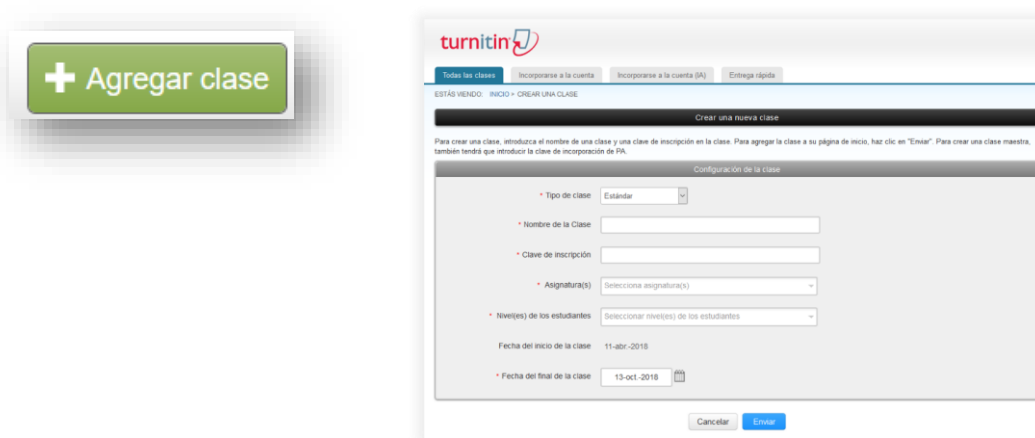 Agregar clase
turnitin
Todas las clases Incorporarse a la cuenta Incorporarse a la cuenta (IA) Entrega rápida
ESTÁS VIENDO: INICIO > CREAR UNA CLASE
Crear una nueva clase
Para crear una clase, introduzca el nombre de una clase y una clave de inscripción en la clase. Para agregar la clase a su página de inicio, haz clic en "Enviar". Para crear una clase maestra,
también tendrá que introducir la clave de incorporación de PA.
Configuración de la clase
* Tipo de clase Estándar
* Nombre de la Clase
* Clave de inscripción
* Asignatura(s) Selecciona asignatura(s)
* Nivel(es) de los estudiantes Seleccionar nivel(es) de los estudiantes
Fecha del inicio de la clase 11-abr.-2018
* Fecha del final de la clase 13-oct.-2018
Cancelar Enviar